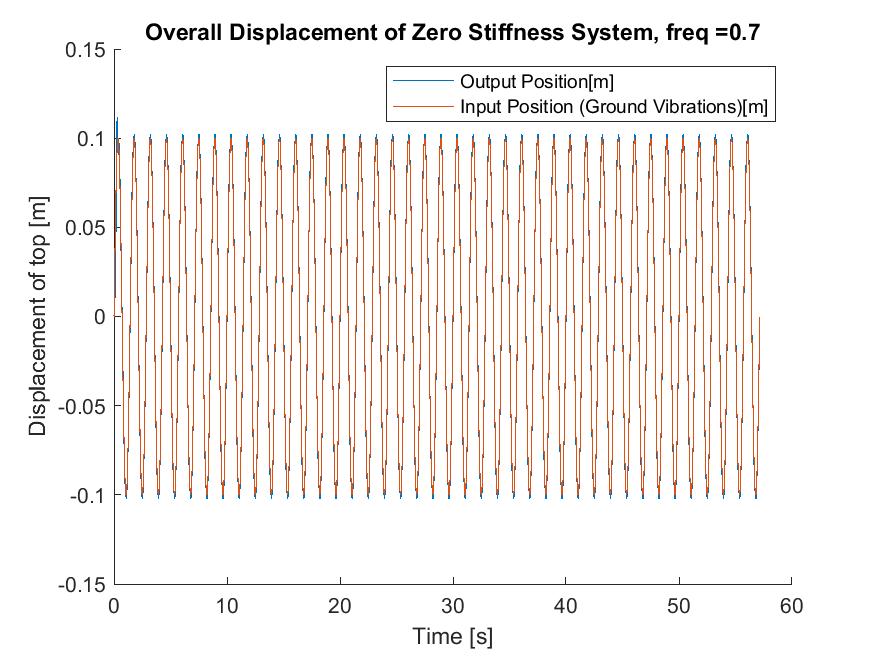 Overall Displacement of Zero Stiffness System, freq =0.7
Output Position[m]
Input Position (Ground Vibrations)[m]
Displacement of top [m]
0.15
0.1
0.05
0
-0.05
-0.1
-0.15
0 10 20 30 40 50 60
Time [s]